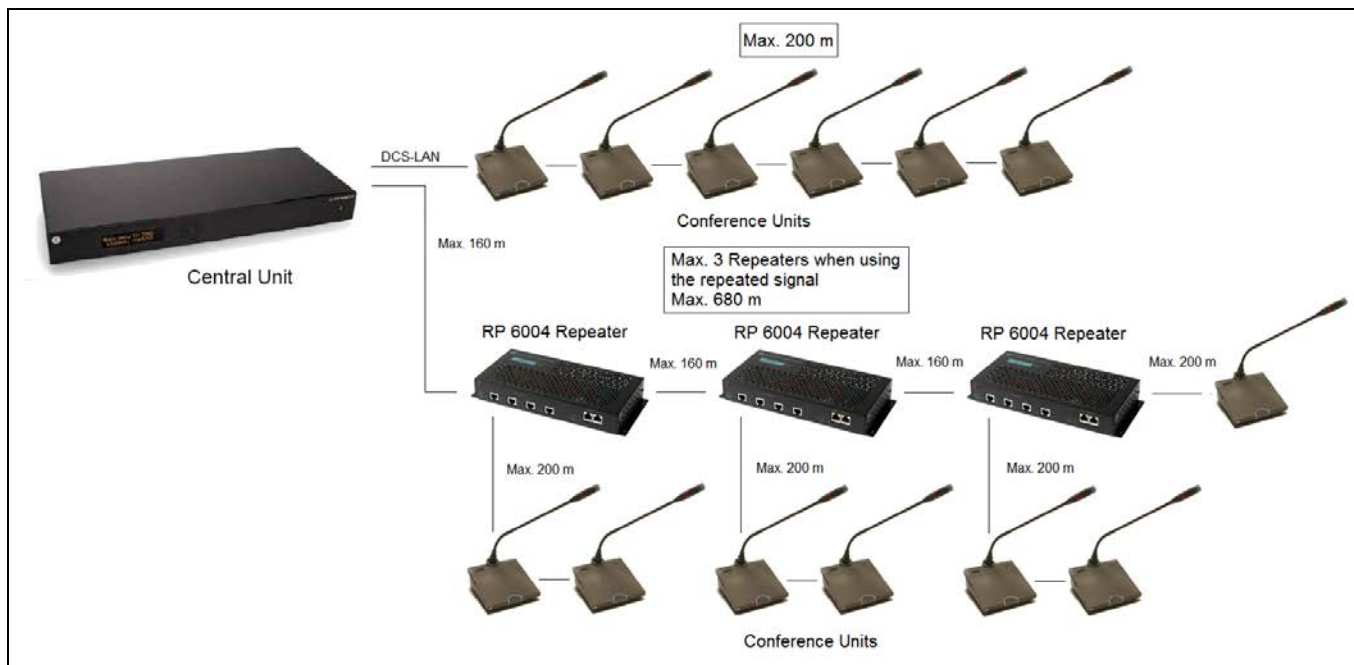 Max. 200 m
DCS-LAN
Conference Units
Max. 160 m
Central Unit
Max. 3 Repeaters when using
the repeated signal
Max. 680 m
RP 6004 Repeater
RP 6004 Repeater
RP 6004 Repeater
Max. 160 m
Max. 160 m
Max. 200 m
Max. 200 m
Max. 200 m
Max. 200 m
Conference Units